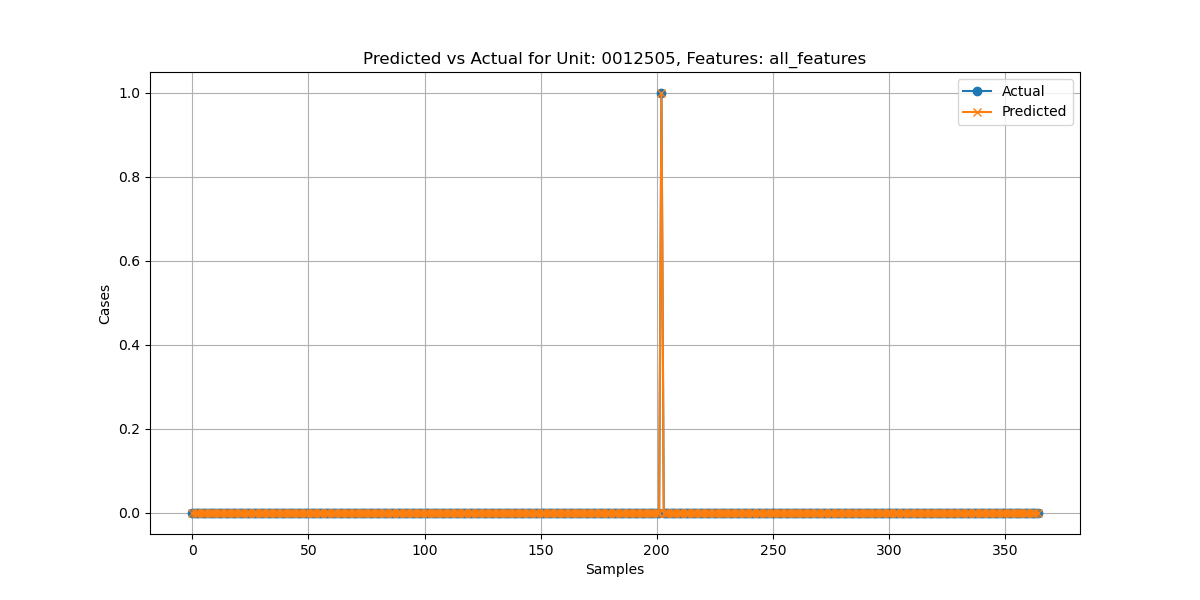 Predicted vs Actual for Unit: 0012505, Features: all_features
Actual
Predicted
1.0
0.8
0.6
0.4
0.2
0.0
Cases
0 50 100 150 200 250 300 350
Samples